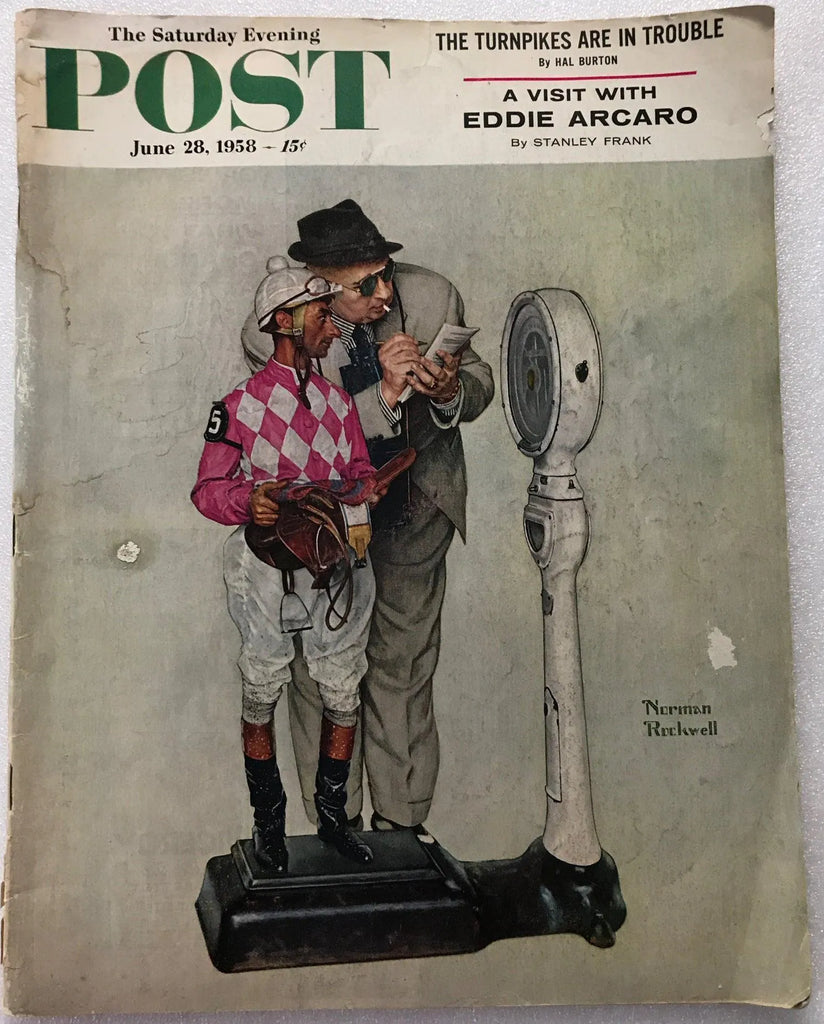 The Saturday Evening
POST
June 28, 1958 – 15¢
THE TURNPIKES ARE IN TROUBLE
By HAL BURTON
A VISIT WITH
EDDIE ARCARO
By STANLEY FRANK
5
Norman
Rockwell